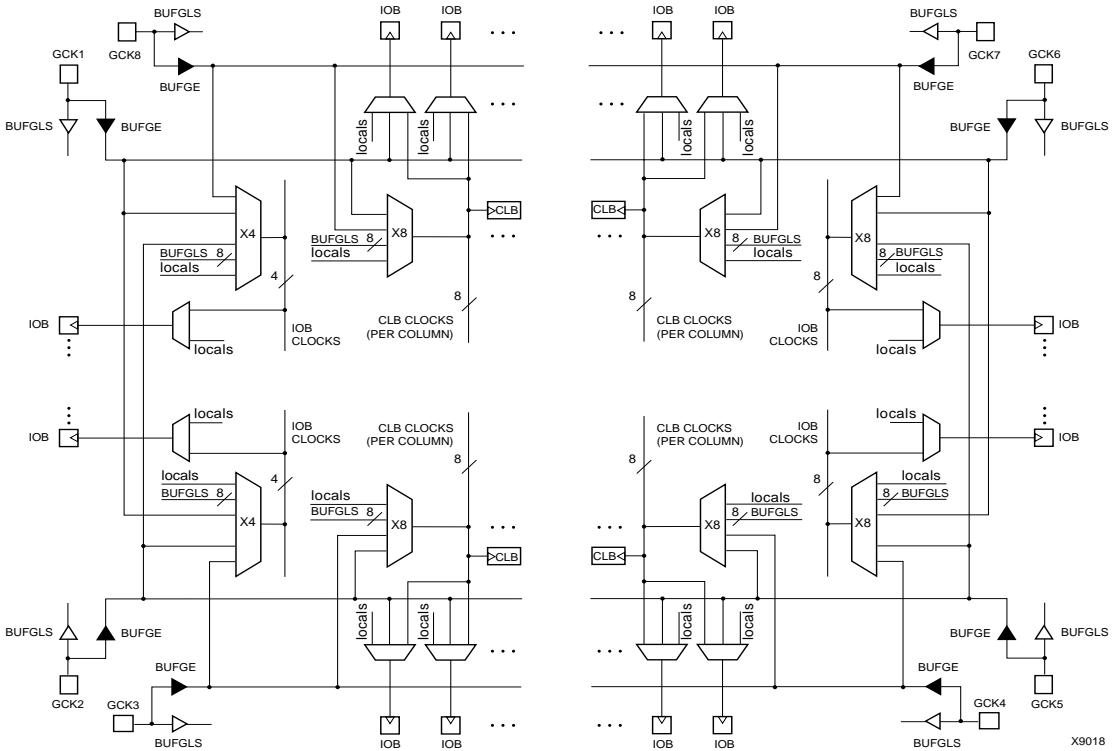 BUFGLS
IOB
IOB
IOB
IOB
BUFGLS
GCK1
GCK8
GCK7
GCK6
BUFGE
BUFGE
BUFGLS
BUFGE
locals
locals
locals
locals
BUFGE
BUFGLS
CLB
CLB
X4
X8
X8
X8
BUFGLS 8
BUFGLS 8
8 BUFGLS
8 BUFGLS
locals
locals
locals
locals
4
8
8
8
IOB
IOB
CLOCKS
CLB CLOCKS
(PER COLUMN)
CLB CLOCKS
(PER COLUMN)
IOB
CLOCKS
IOB
locals
locals
locals
locals
IOB
IOB
CLOCKS
CLB CLOCKS
(PER COLUMN)
CLB CLOCKS
(PER COLUMN)
IOB
CLOCKS
IOB
4
8
8
8
locals
locals
locals
locals
BUFGLS 8
BUFGLS 8
8 BUFGLS
8 BUFGLS
X4
X8
X8
X8
CLB
CLB
BUFGLS
BUFGE
locals
locals
locals
locals
BUFGE
BUFGLS
BUFGE
BUFGE
GCK2
GCK3
GCK4
GCK5
BUFGLS
IOB
IOB
IOB
IOB
BUFGLS
X9018